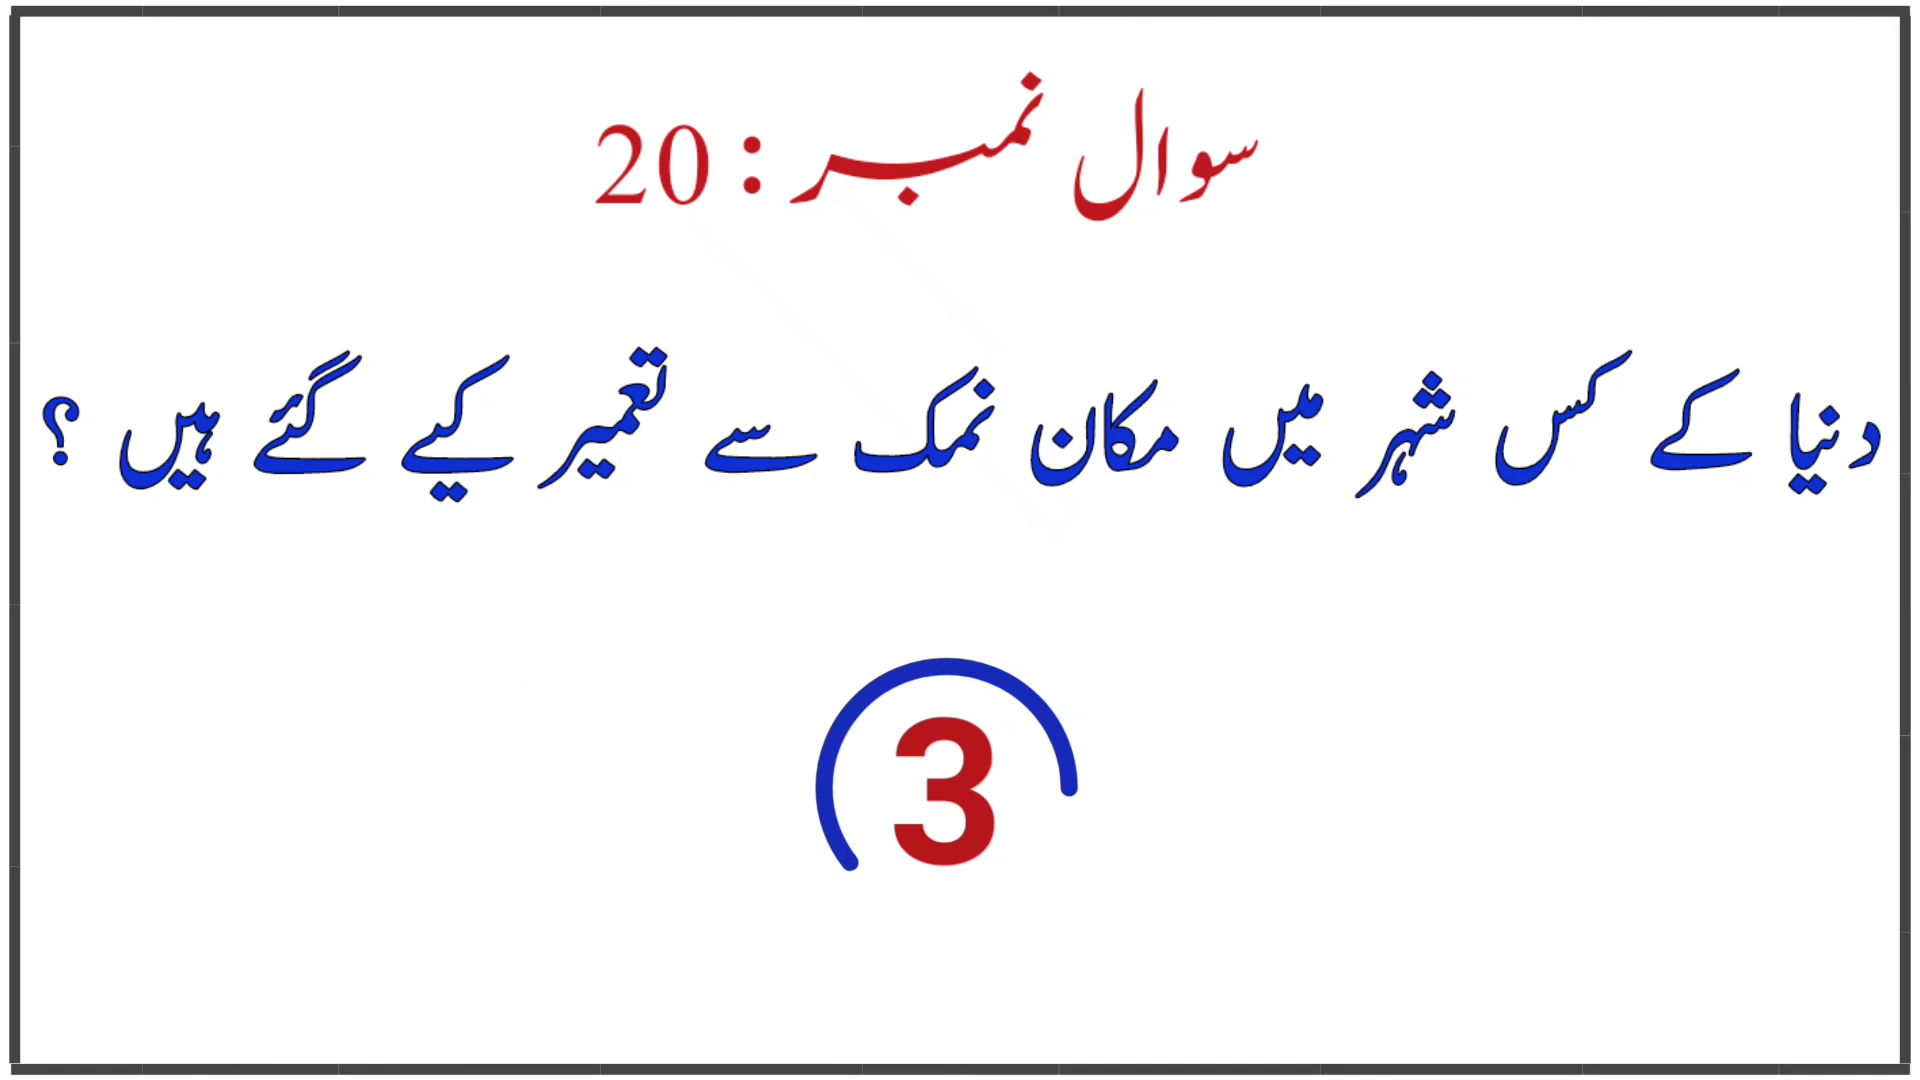 سوال نمبر : 20
دنیا کے کس شہر میں مکان نمک سے تعمیر کیے گئے ہیں ؟
3